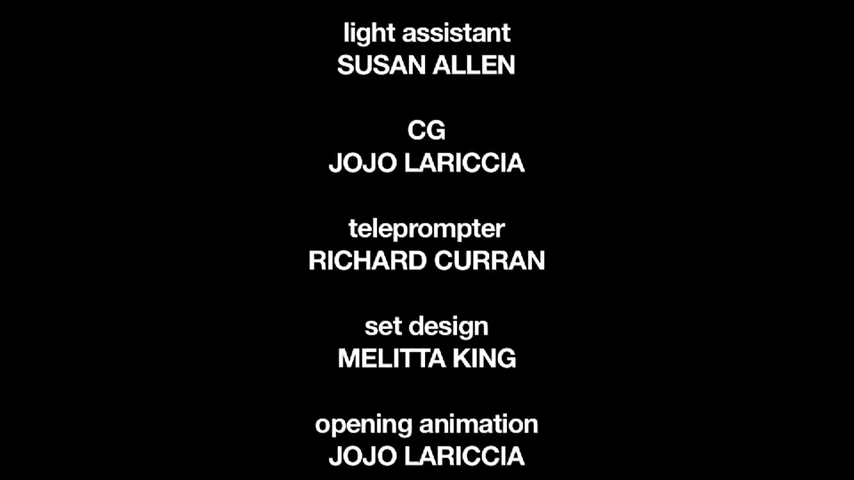 light assistant
SUSAN ALLEN
CG
JOJO LARICCIA
teleprompter
RICHARD CURRAN
set design
MELITTA KING
opening animation
JOJO LARICCIA